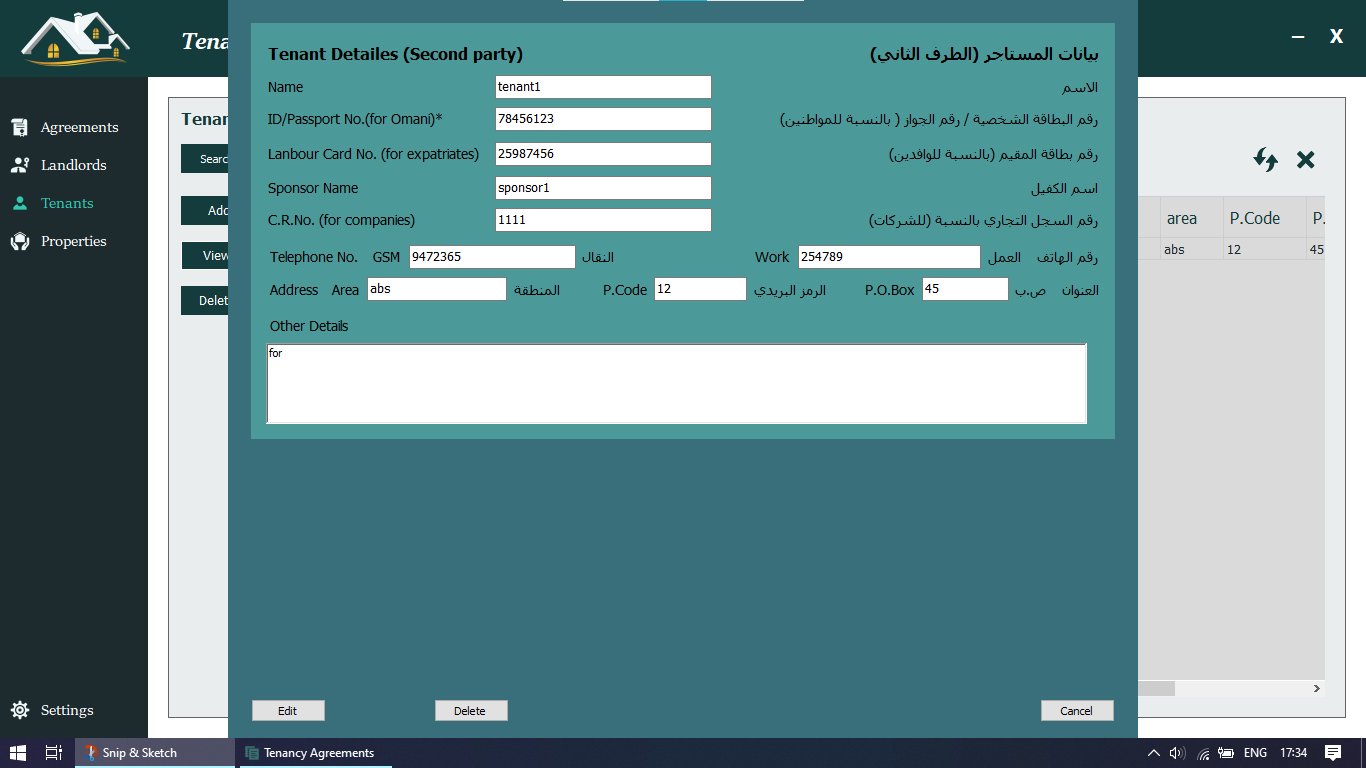 Tena
X
Agreements
Landlords
Tenants
Properties
Settings
Tenan
Searc
Add
View
Delet
Tenant Detailes (Second party) بيانات المستاجر (الطرف الثاني)
Name tenant1 الاسم
ID/Passport No.(for Omani)* 78456123 رقم البطاقة الشخصية / رقم الجواز ( بالنسبة للمواطنين)
Lanbour Card No. (for expatriates) 25987456 رقم بطاقة المقيم (بالنسبة للوافدين)
Sponsor Name sponsor1 اسم الكفيل
C.R.No. (for companies) 1111 رقم السجل التجاري بالنسبة (للشركات)
Telephone No. GSM 9472365 النقال Work 254789 العمل رقم الهاتف
Address Area abs المنطقة P.Code 12 الرمز البريدي P.O.Box 45 ص.ب العنوان
Other Details
for
Edit Delete Cancel
area P.Code P.
abs 12 45
Snip & Sketch Tenancy Agreements ENG 17:34